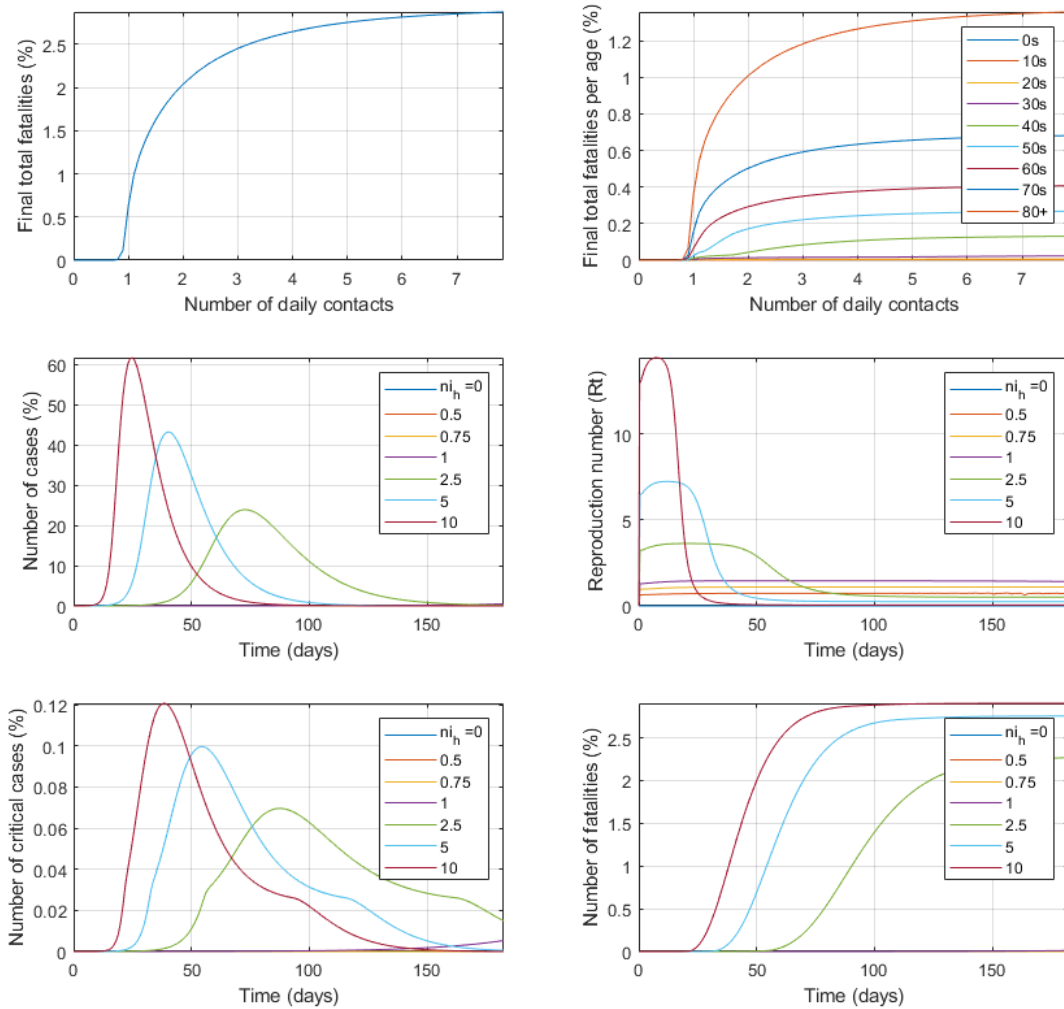 Final total fatalities (%)
2.5
2
1.5
1
0.5
0
0 1 2 3 4 5 6 7
Number of daily contacts
Final total fatalities per age (%)
1.2
1
0.8
0.6
0.4
0.2
0
0 1 2 3 4 5 6 7
Number of daily contacts
0s
10s
20s
30s
40s
50s
60s
70s
80+
Number of cases (%)
60
50
40
30
20
10
0
0 50 100 150
Time (days)
ni_h =0
0.5
0.75
1
2.5
5
10
Reproduction number (Rt)
10
5
0
0 50 100 150
Time (days)
ni_h =0
0.5
0.75
1
2.5
5
10
Number of critical cases (%)
0.12
0.1
0.08
0.06
0.04
0.02
0
0 50 100 150
Time (days)
ni_h =0
0.5
0.75
1
2.5
5
10
Number of fatalities (%)
2.5
2
1.5
1
0.5
0
0 50 100 150
Time (days)
ni_h =0
0.5
0.75
1
2.5
5
10